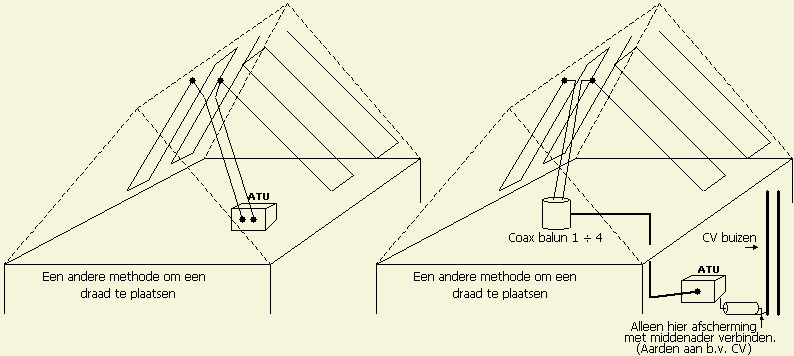 ATU
Een andere methode om een
draad te plaatsen
Coax balun 1 ÷ 4
CV buizen
Een andere methode om een
draad te plaatsen
ATU
Alleen hier afscherming
met middenader verbinden.
(Aarden aan b.v. CV)